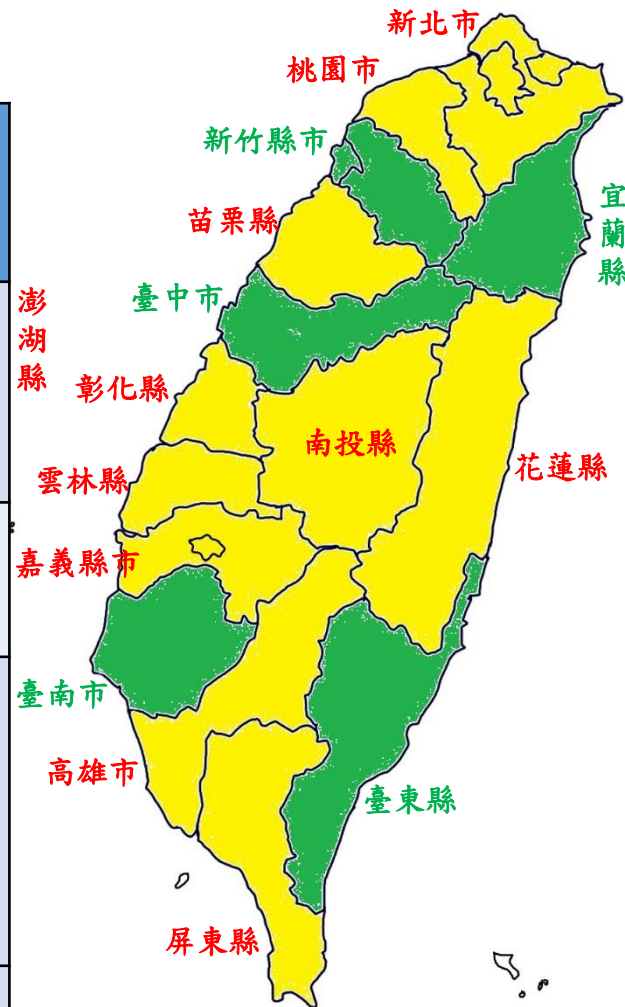 新北市
桃園市
新竹縣市
宜蘭縣
苗栗縣
臺中市
澎湖縣
彰化縣
南投縣
雲林縣
花蓮縣
嘉義縣市
臺南市
高雄市
臺東縣
屏東縣